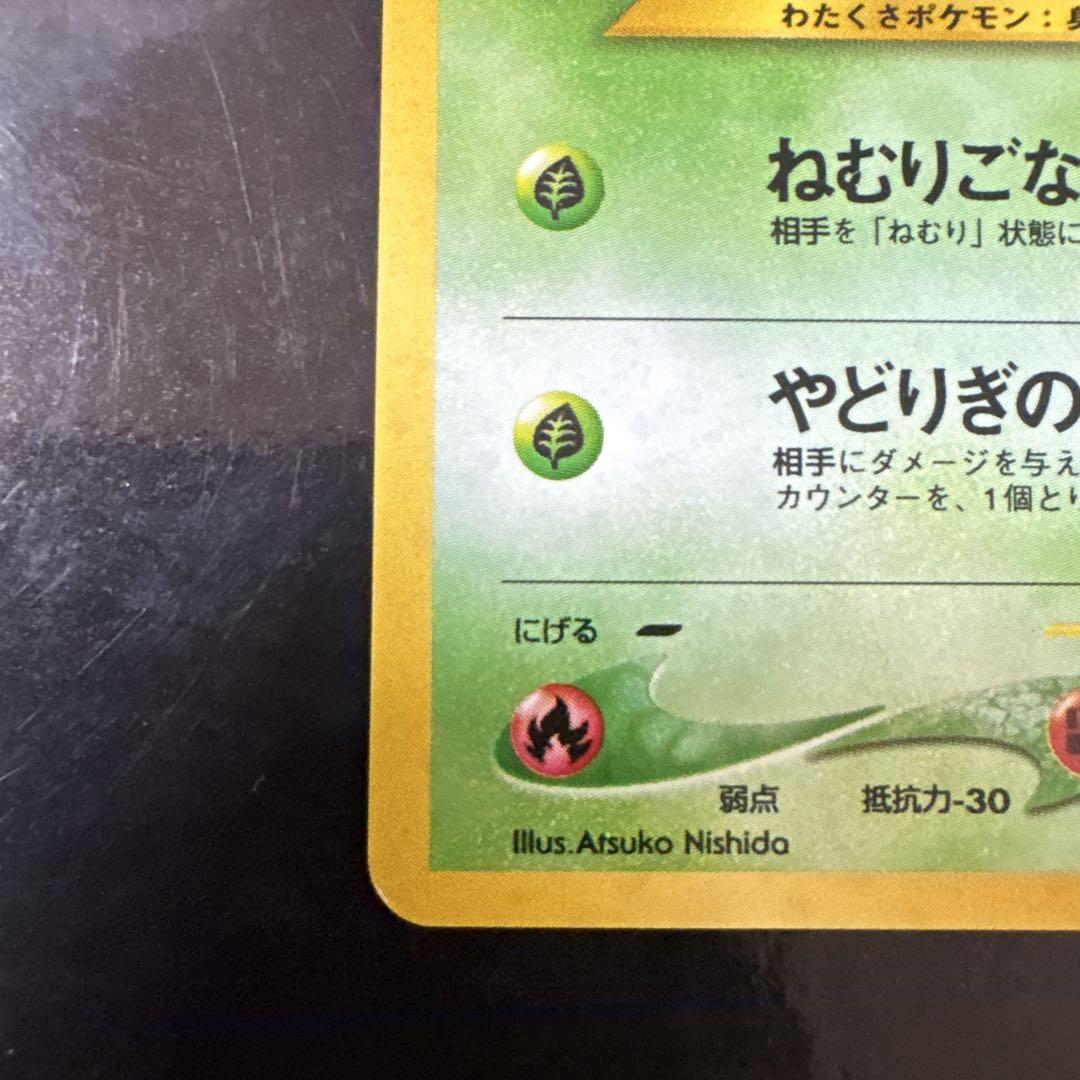 わたくさポケモン：身
ねむりごな
相手を「ねむり」状態に
やどりぎの
相手にダメージを与え
カウンターを、1個と
にげる
弱点 抵抗力-30
Illus.Atsuko Nishida